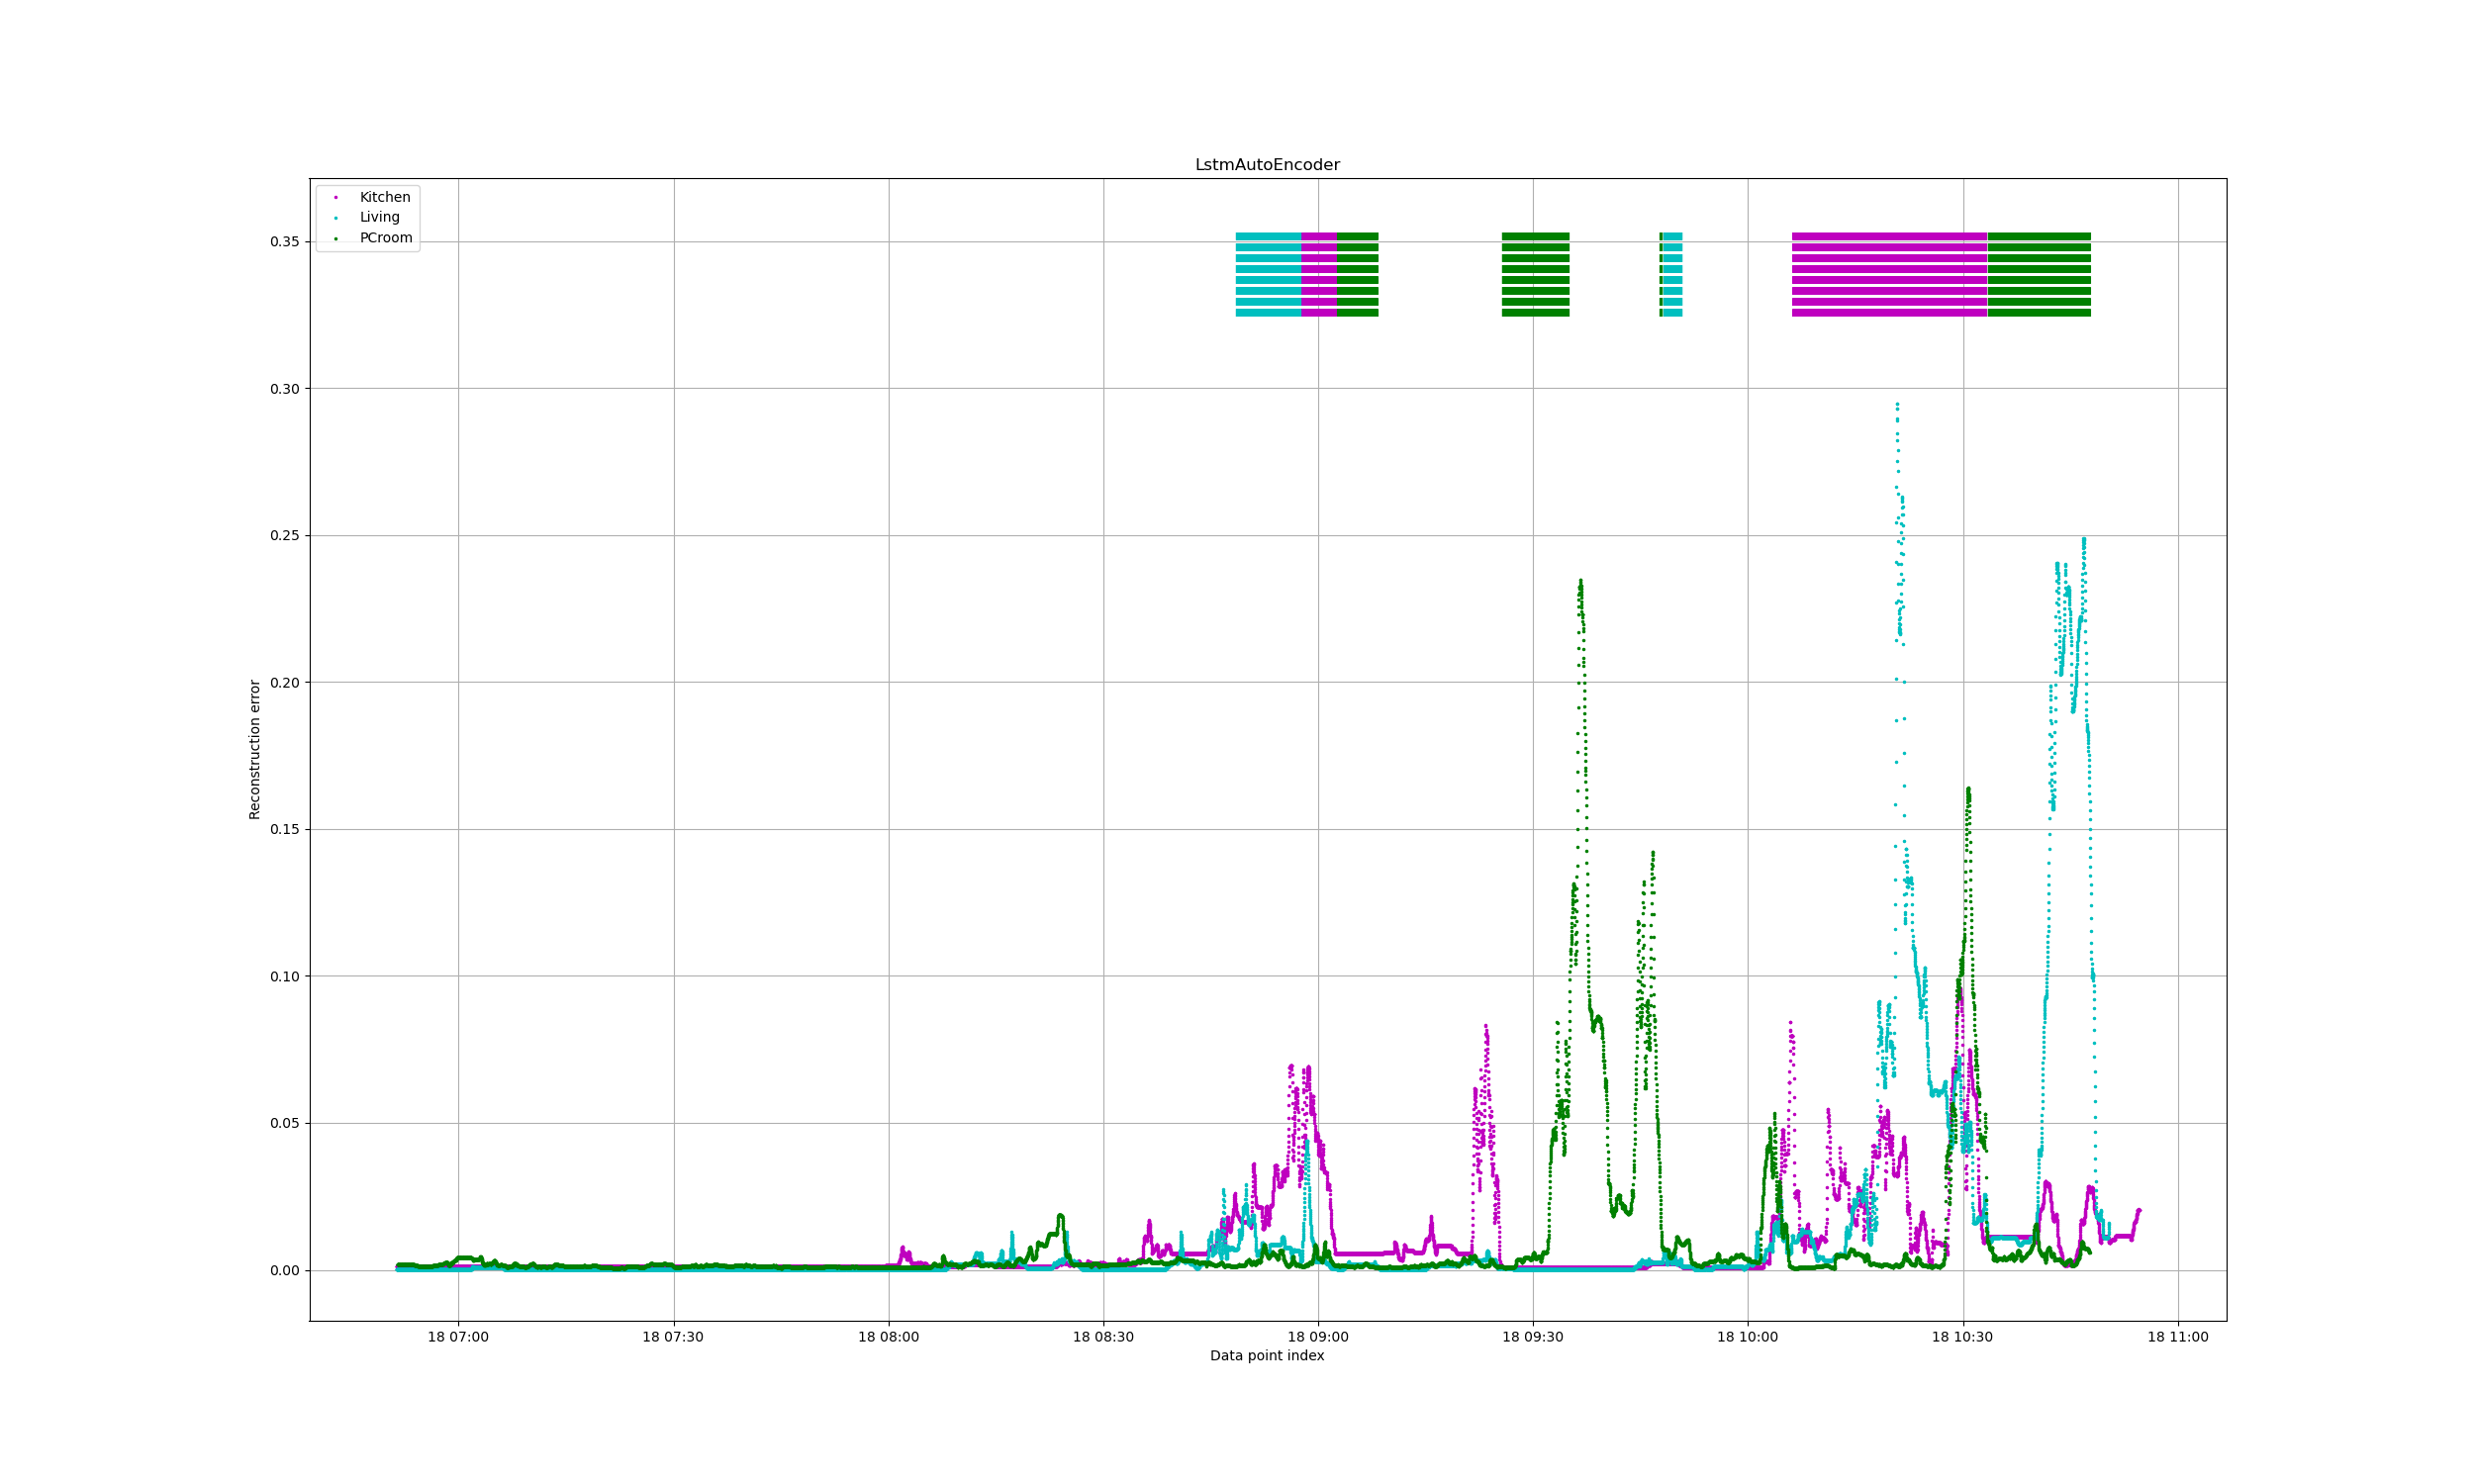 LstmAutoEncoder
Kitchen
Living
PCroom
0.35
0.30
0.25
0.20
0.15
0.10
0.05
0.00
Reconstruction error
18 07:00 18 07:30 18 08:00 18 08:30 18 09:00 18 09:30 18 10:00 18 10:30 18 11:00
Data point index